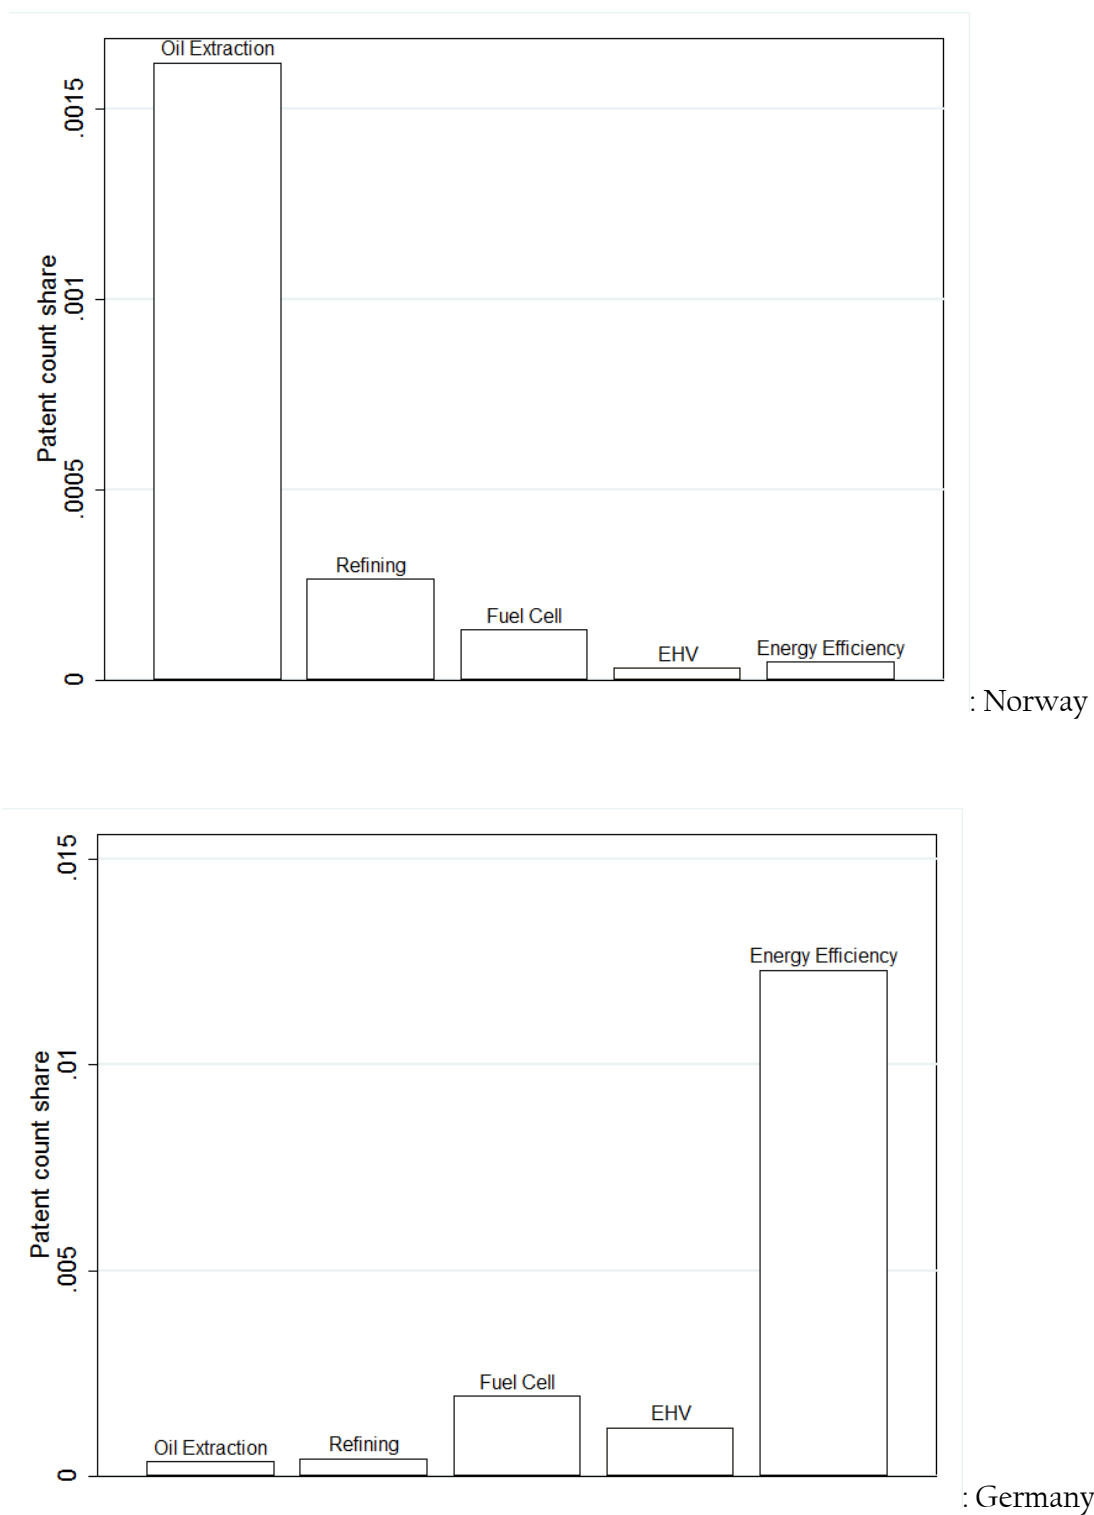 Oil Extraction
.0015
.001
.0005
0
Patent count share
Refining
Fuel Cell
EHV
Energy Efficiency
: Norway
.015
.01
.005
0
Patent count share
Energy Efficiency
Fuel Cell
EHV
Oil Extraction
Refining
: Germany